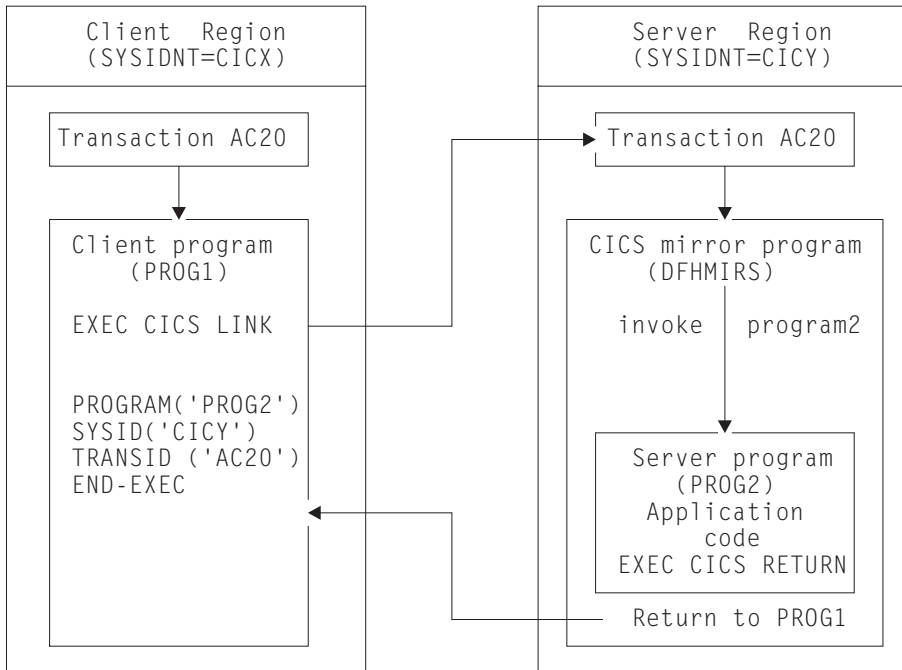 Client Region
(SYSIDNT=CICX)
Transaction AC20
Client program
(PROG1)
EXEC CICS LINK
PROGRAM('PROG2')
SYSID('CICY')
TRANSID ('AC20')
END-EXEC
Server Region
(SYSIDNT=CICY)
Transaction AC20
CICS mirror program
(DFHMIRS)
invoke program2
Server program
(PROG2)
Application
code
EXEC CICS RETURN
Return to PROG1